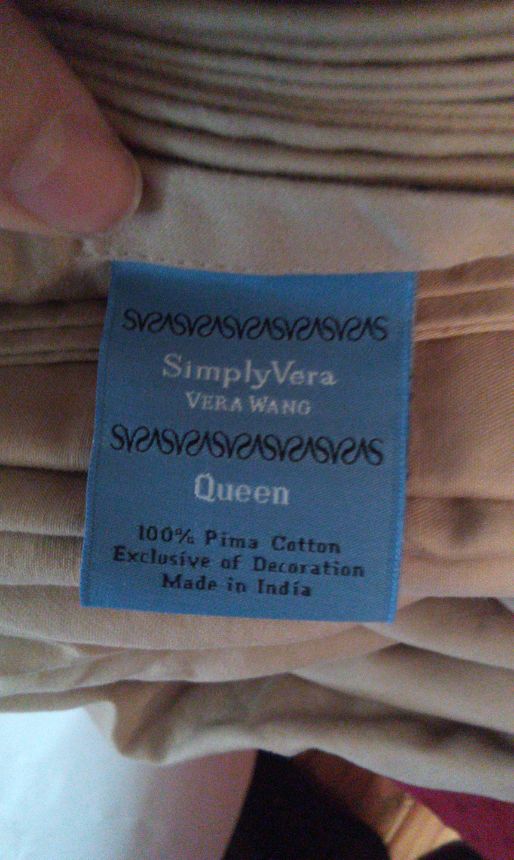 SimplyVera
VERA WANG
Queen
100% Pima Cotton
Exclusive of Decoration
Made in India